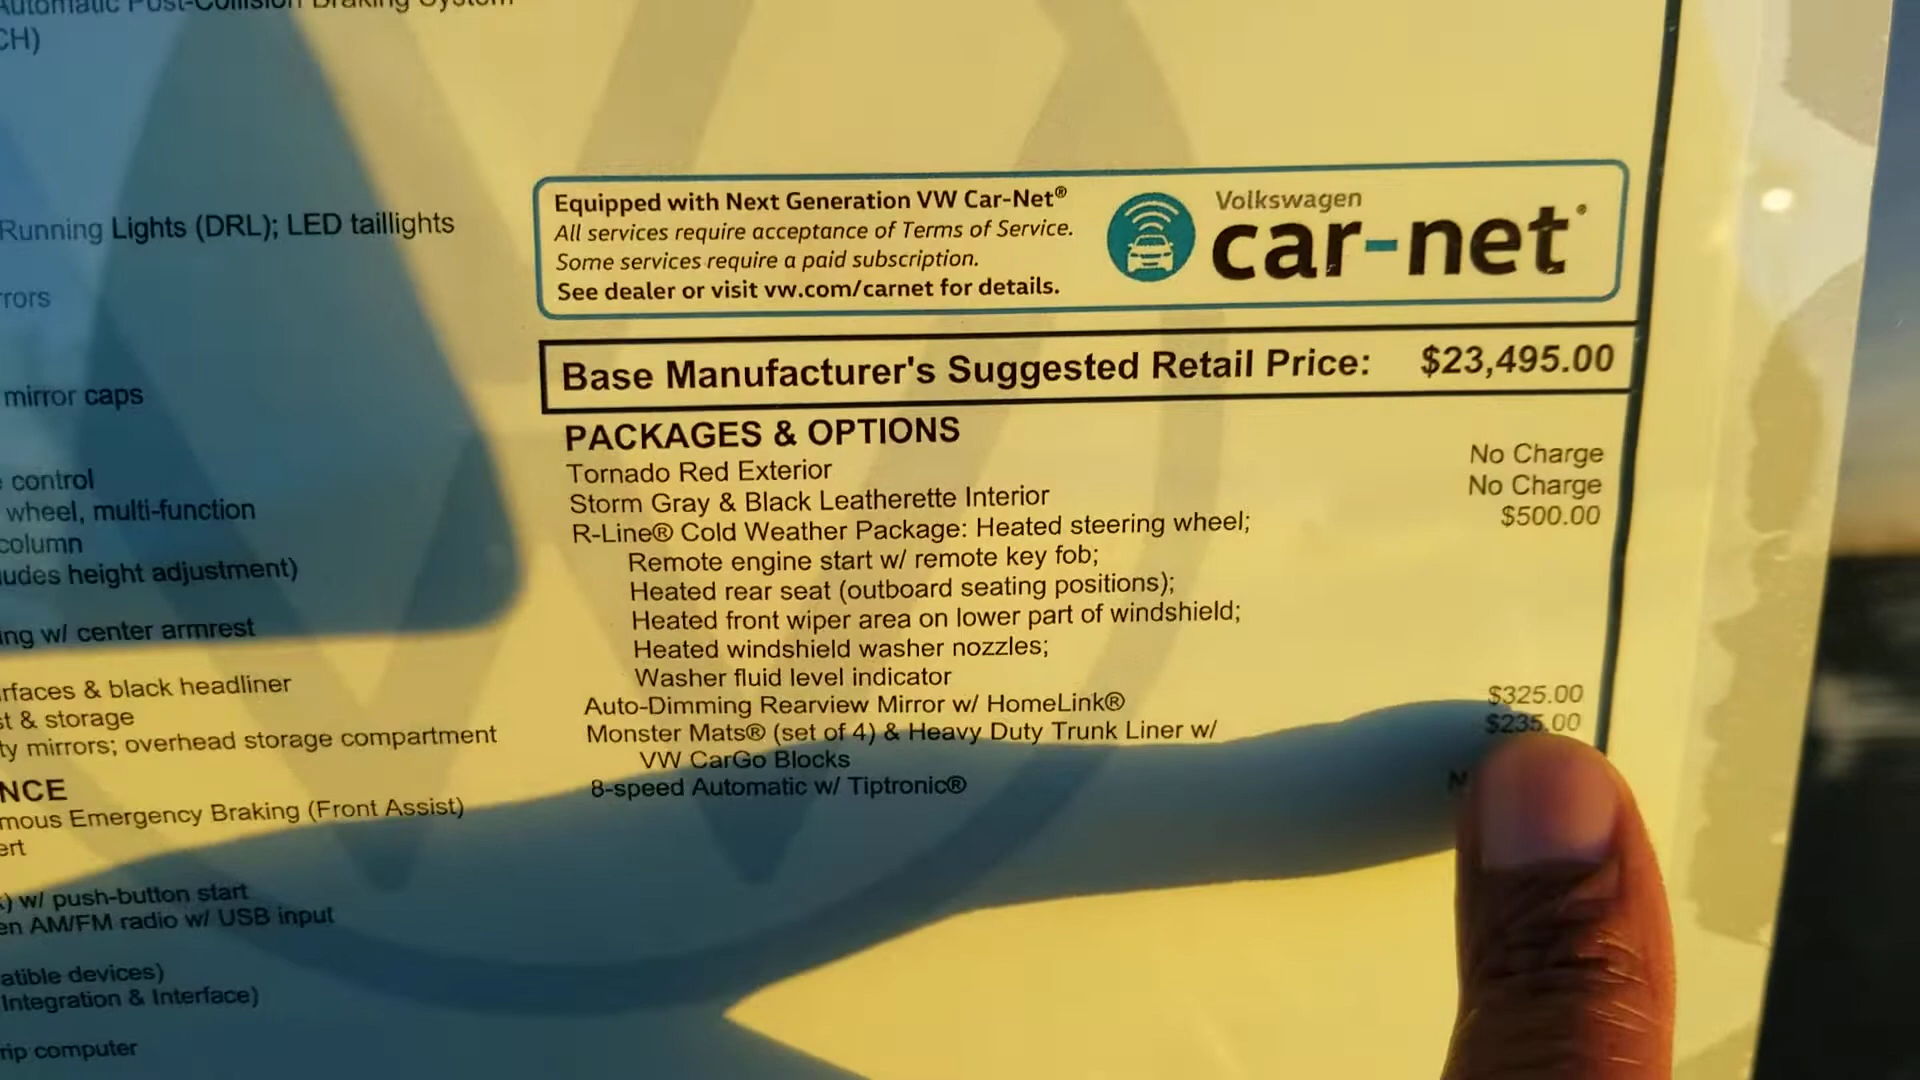 Automatic Post-Collision Braking System
CH)
Running Lights (DRL); LED taillights
rrors
mirror caps
control
wheel, multi-function
column
udes height adjustment)
ing w/ center armrest
rfaces & black headliner
st & storage
ty mirrors; overhead storage compartment
NCE
mous Emergency Braking (Front Assist)
ert
) w/ push-button start
en AM/FM radio w/ USB input
atible devices)
Integration & Interface)
rip computer
Equipped with Next Generation VW Car-Net®
All services require acceptance of Terms of Service.
Some services require a paid subscription.
See dealer or visit vw.com/carnet for details.
Volkswagen
car-net
Base Manufacturer's Suggested Retail Price: $23,495.00
PACKAGES & OPTIONS
Tornado Red Exterior No Charge
Storm Gray & Black Leatherette Interior No Charge
R-Line® Cold Weather Package: Heated steering wheel; $500.00
Remote engine start w/ remote key fob;
Heated rear seat (outboard seating positions);
Heated front wiper area on lower part of windshield;
Heated windshield washer nozzles;
Washer fluid level indicator
Auto-Dimming Rearview Mirror w/ HomeLink® $325.00
Monster Mats® (set of 4) & Heavy Duty Trunk Liner w/ $235.00
VW CarGo Blocks
8-speed Automatic w/ Tiptronic® N